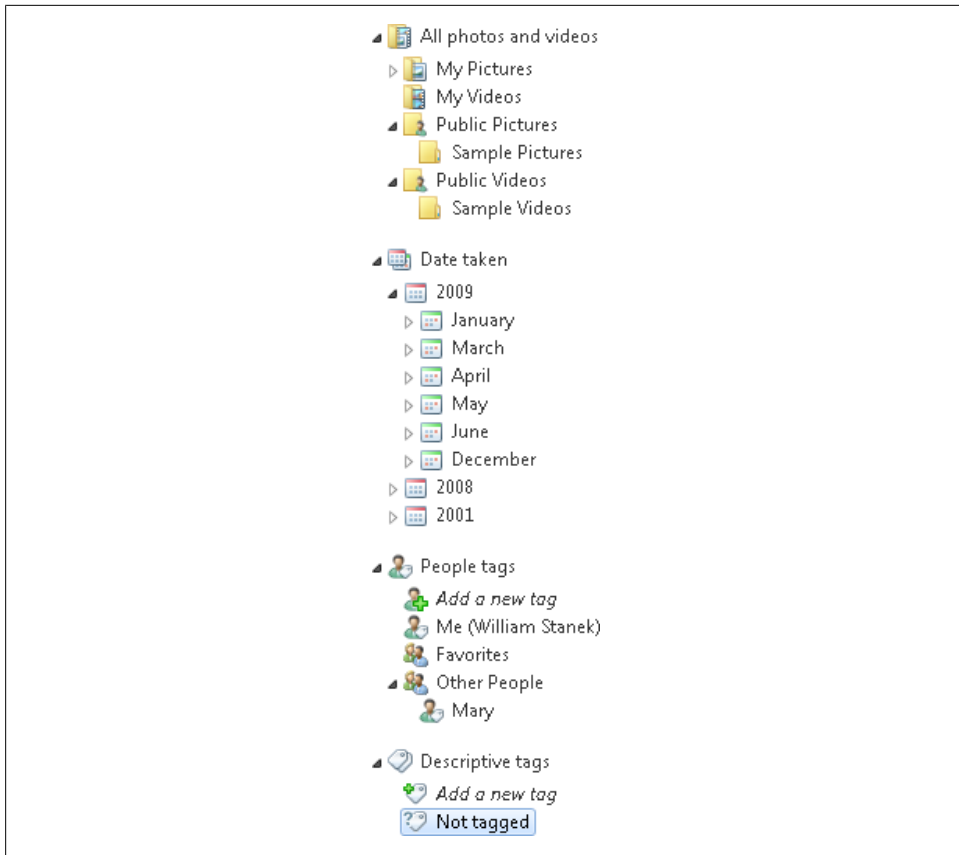 All photos and videos
My Pictures
My Videos
Public Pictures
Sample Pictures
Public Videos
Sample Videos
Date taken
2009
January
March
April
May
June
December
2008
2001
People tags
Add a new tag
Me (William Stanek)
Favorites
Other People
Mary
Descriptive tags
Add a new tag
Not tagged